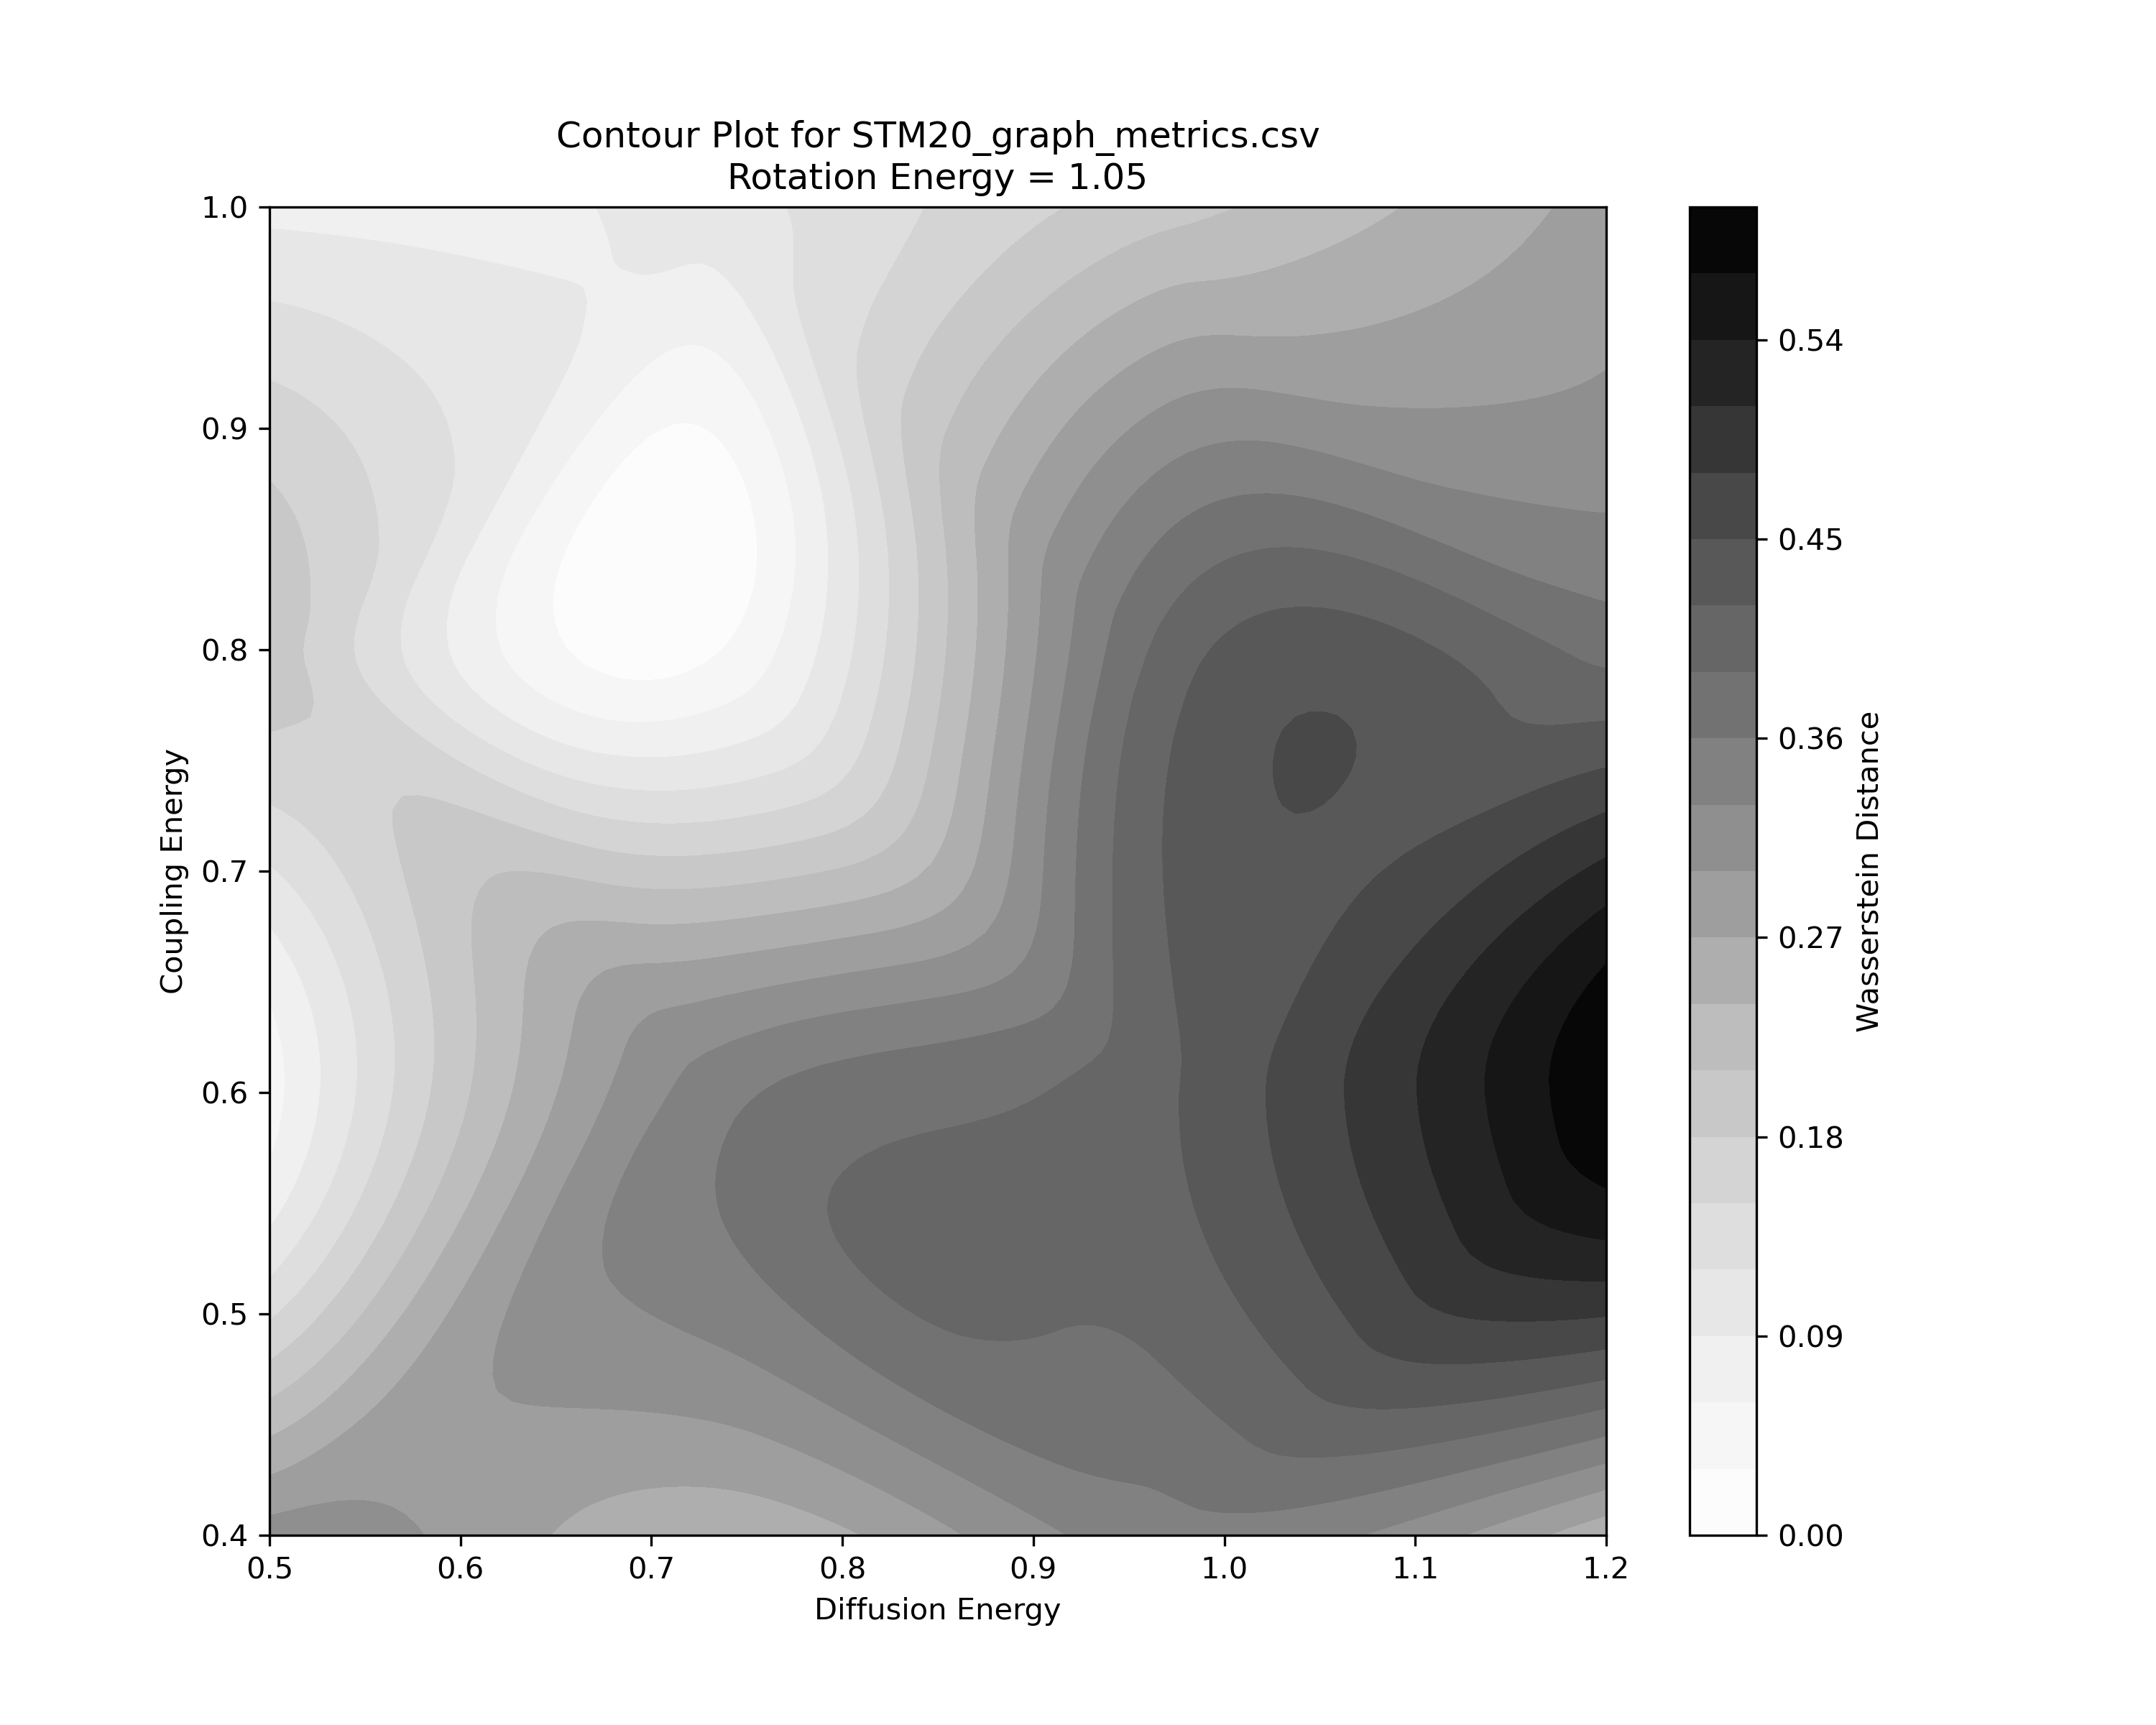 Contour Plot for STM20_graph_metrics.csv
Rotation Energy = 1.05
1.0
0.9
0.8
0.7
0.6
0.5
0.4
Coupling Energy
0.5 0.6 0.7 0.8 0.9 1.0 1.1 1.2
Diffusion Energy
0.54
0.45
0.36
0.27
0.18
0.09
0.00
Wasserstein Distance